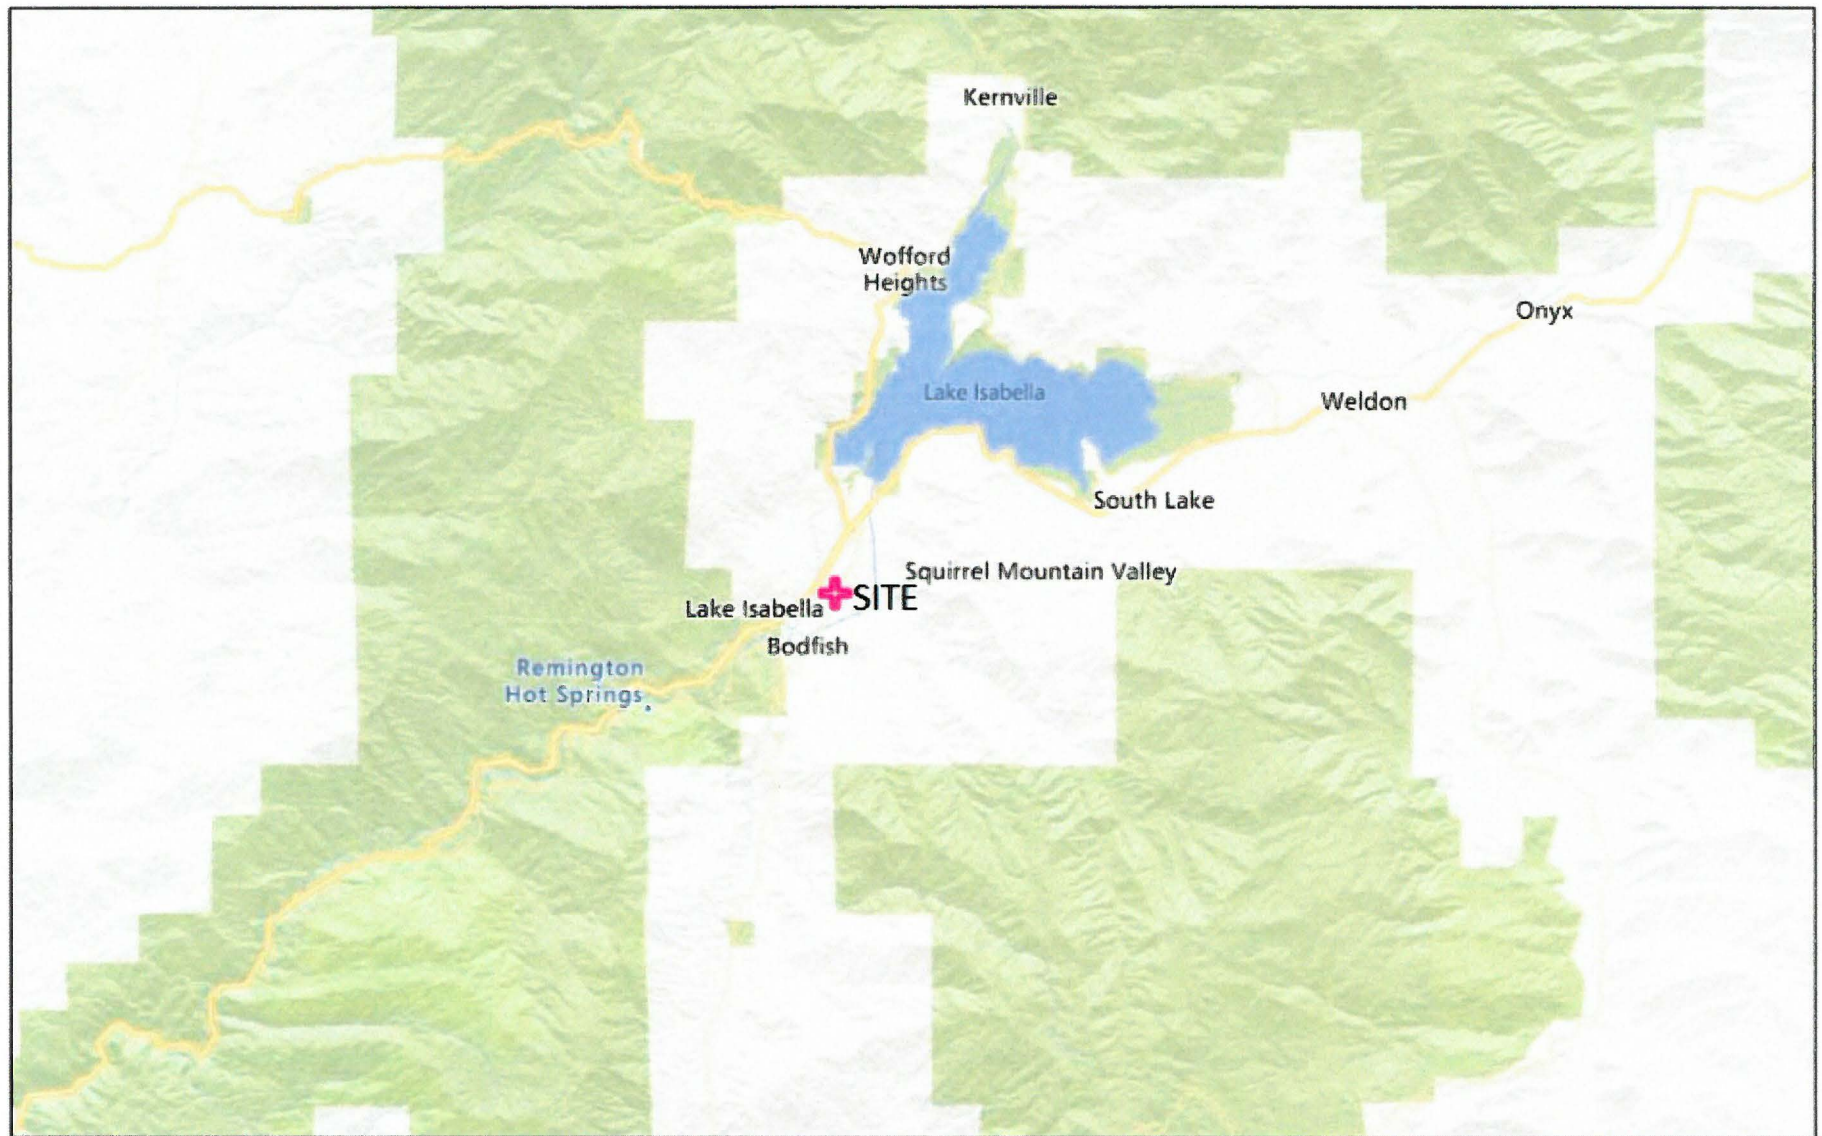 Kernville
Wofford
Heights
Onyx
Lake Isabella
Weldon
South Lake
Squirrel Mountain Valley
SITE
Lake Isabella
Bodfish
Remington
Hot Springs